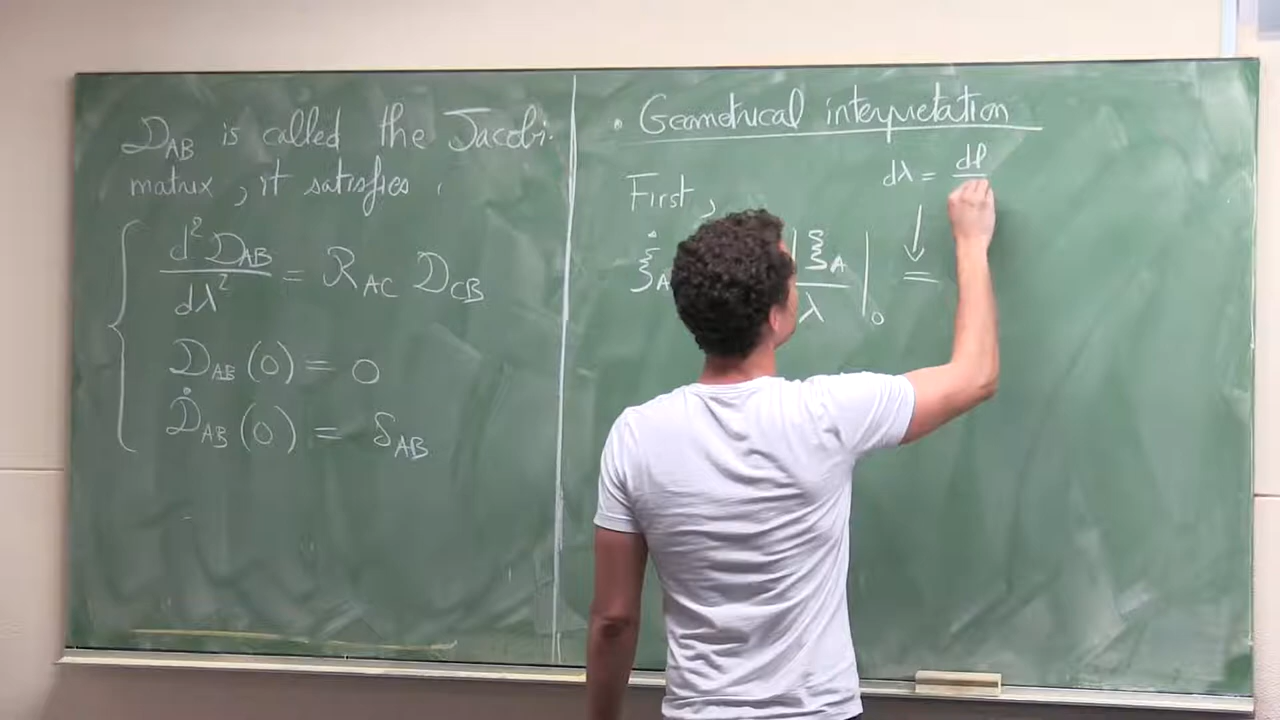 D_AB is called the Jacobi
matrix, it satisfies
d²D_AB / dλ² = R_AC D_CB
D_AB(0) = 0
Ḋ_AB(0) = δ_AB
• Geometrical interpretation
First,
dλ = dℓ /
ξ̇_A
ξ_A / λ |₀ =